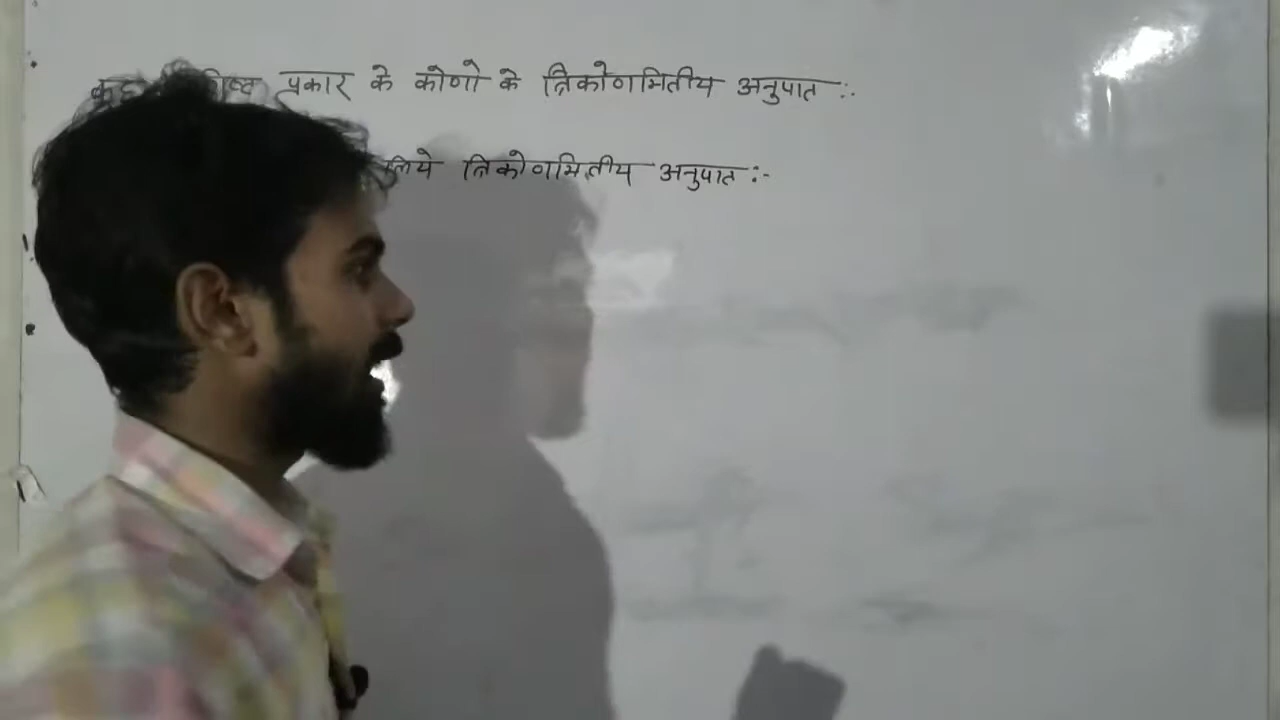 प्रकार के कोणो के त्रिकोणमितीय अनुपात :-
लिये त्रिकोणमितीय अनुपात :-